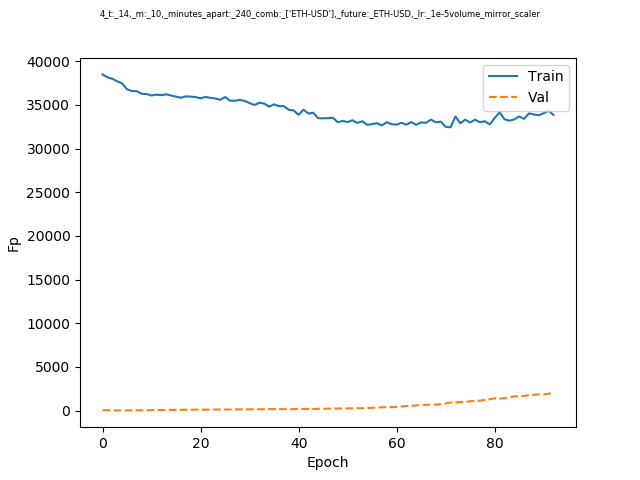 4_t:_14,_m:_10,_minutes_apart:_240_comb:_['ETH-USD'],_future:_ETH-USD,_lr:_1e-5volume_mirror_scaler
40000
35000
30000
25000
20000
15000
10000
5000
0
Fp
0 20 40 60 80
Epoch
Train
Val